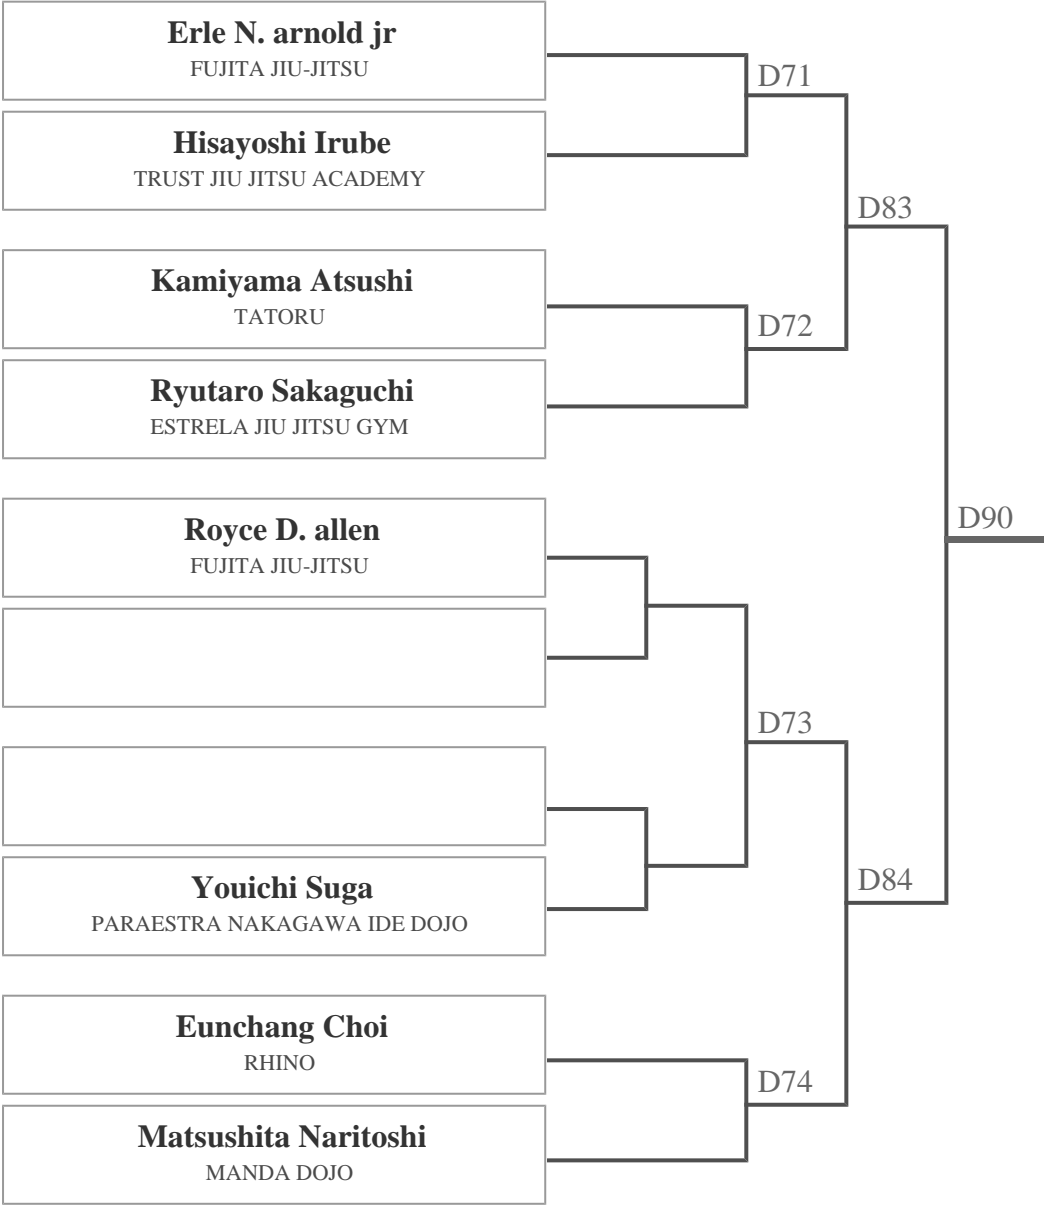 Erle N. arnold jr
FUJITA JIU-JITSU
D71
Hisayoshi Irube
TRUST JIU JITSU ACADEMY
D83
Kamiyama Atsushi
TATORU
D72
Ryutaro Sakaguchi
ESTRELA JIU JITSU GYM
Royce D. allen
FUJITA JIU-JITSU
D90
D73
Youichi Suga
PARAESTRA NAKAGAWA IDE DOJO
D84
Eunchang Choi
RHINO
D74
Matsushita Naritoshi
MANDA DOJO